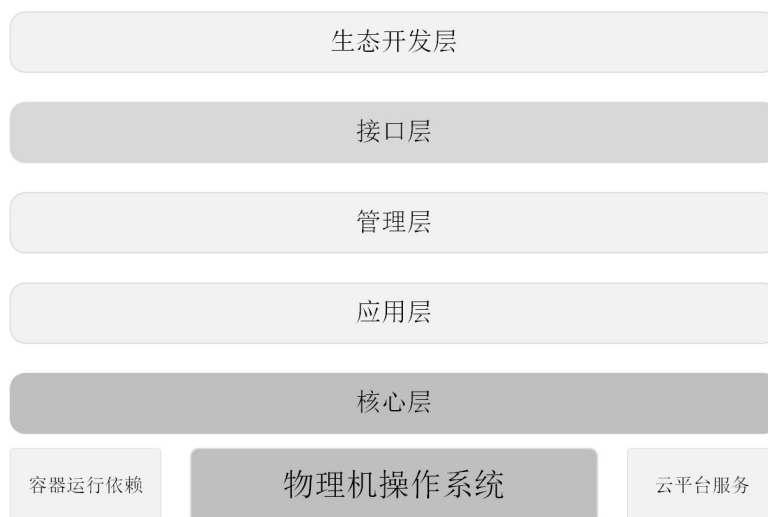 生态开发层
接口层
管理层
应用层
核心层
容器运行依赖
物理机操作系统
云平台服务